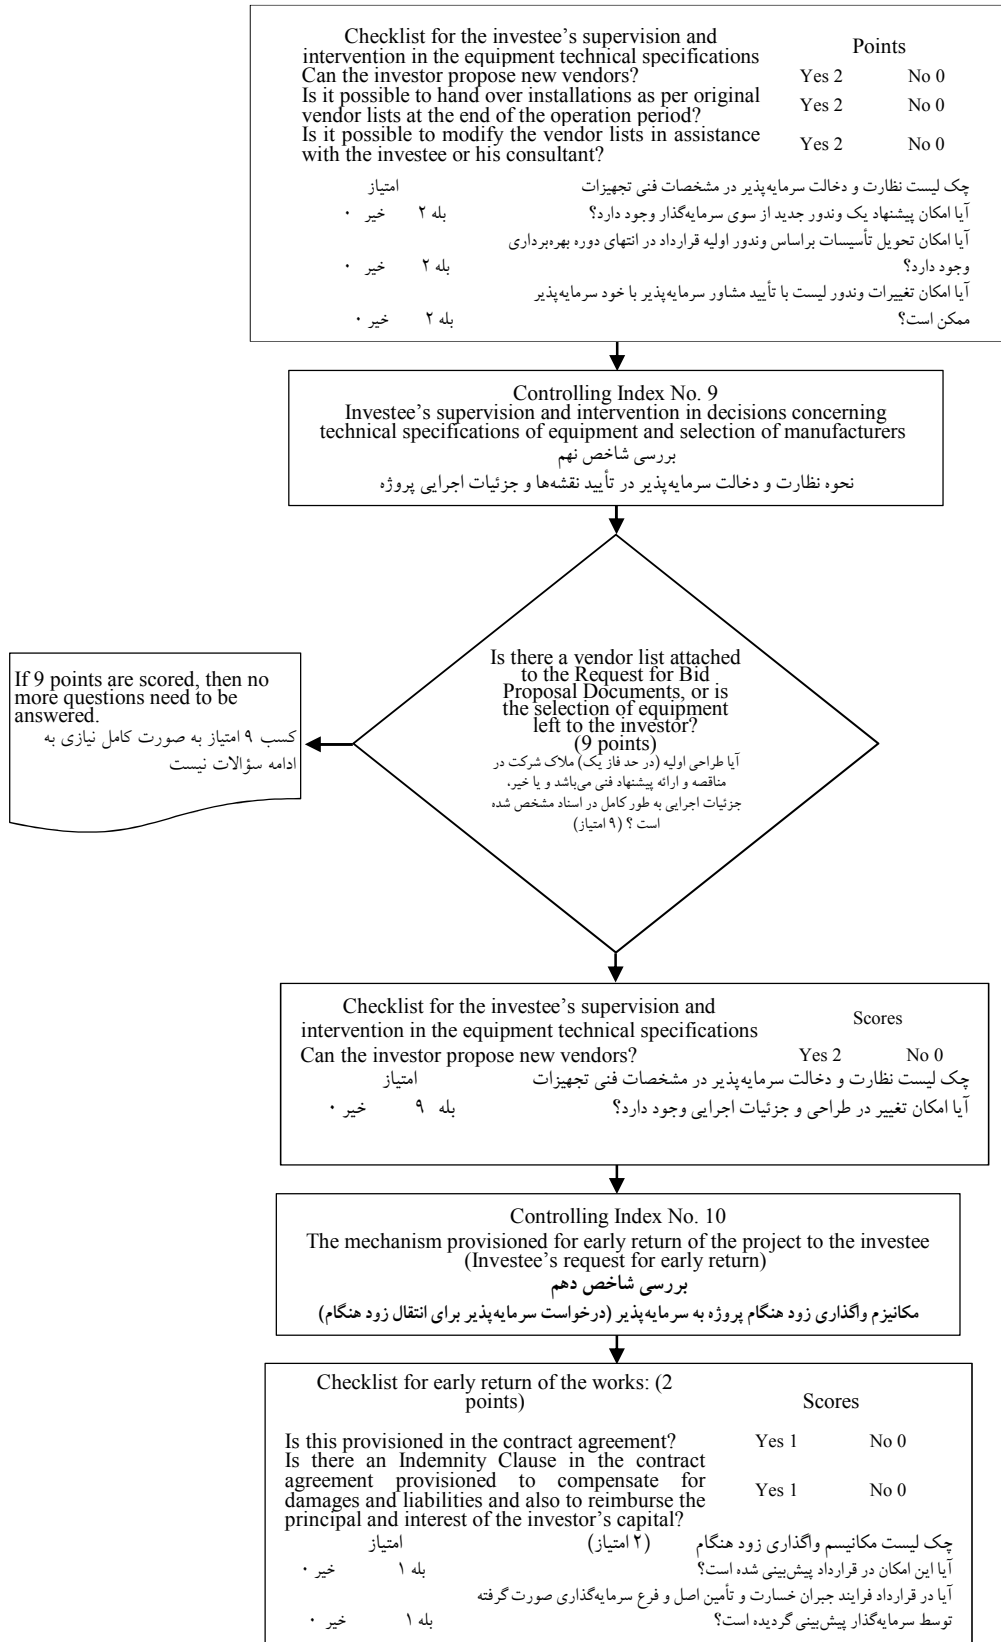 Checklist for the investee's supervision and
intervention in the equipment technical specifications
Points
Can the investor propose new vendors? Yes 2 No 0
Is it possible to hand over installations as per original
vendor lists at the end of the operation period?
Yes 2 No 0
Is it possible to modify the vendor lists in assistance
with the investee or his consultant?
Yes 2 No 0
چک لیست نظارت و دخالت سرمایه‌پذیر در مشخصات فنی تجهیزات امتیاز
آیا امکان پیشنهاد یک وندور جدید از سوی سرمایه‌گذار وجود دارد؟ بله ۲ خیر ۰
آیا امکان تحویل تأسیسات براساس وندور اولیه قرارداد در انتهای دوره بهره‌برداری
وجود دارد؟ بله ۲ خیر ۰
آیا امکان تغییرات وندور لیست با تأیید مشاور سرمایه‌پذیر با خود سرمایه‌پذیر
ممکن است؟ بله ۲ خیر ۰
Controlling Index No. 9
Investee's supervision and intervention in decisions concerning
technical specifications of equipment and selection of manufacturers
بررسی شاخص نهم
نحوه نظارت و دخالت سرمایه‌پذیر در تأیید نقشه‌ها و جزئیات اجرایی پروژه
Is there a vendor list attached
to the Request for Bid
Proposal Documents, or is
the selection of equipment
left to the investor?
(9 points)
آیا طراحی اولیه (در حد فاز یک) ملاک شرکت در
مناقصه و ارائه پیشنهاد فنی می‌باشد و یا خیر،
جزئیات اجرایی به طور کامل در اسناد مشخص شده
است ؟ (۹ امتیاز)
If 9 points are scored, then no
more questions need to be
answered.
کسب ۹ امتیاز به صورت کامل نیازی به
ادامه سؤالات نیست
Checklist for the investee's supervision and
intervention in the equipment technical specifications
Scores
Can the investor propose new vendors? Yes 2 No 0
چک لیست نظارت و دخالت سرمایه‌پذیر در مشخصات فنی تجهیزات امتیاز
آیا امکان تغییر در طراحی و جزئیات اجرایی وجود دارد؟ بله ۹ خیر ۰
Controlling Index No. 10
The mechanism provisioned for early return of the project to the investee
(Investee's request for early return)
بررسی شاخص دهم
مکانیزم واگذاری زود هنگام پروژه به سرمایه‌پذیر (درخواست سرمایه‌پذیر برای انتقال زود هنگام)
Checklist for early return of the works: (2
points)
Scores
Is this provisioned in the contract agreement? Yes 1 No 0
Is there an Indemnity Clause in the contract
agreement provisioned to compensate for
damages and liabilities and also to reimburse the
principal and interest of the investor's capital?
Yes 1 No 0
چک لیست مکانیسم واگذاری زود هنگام (۲ امتیاز) امتیاز
آیا این امکان در قرارداد پیش‌بینی شده است؟ بله ۱ خیر ۰
آیا در قرارداد فرایند جبران خسارت و تأمین اصل و فرع سرمایه‌گذاری صورت گرفته
توسط سرمایه‌گذار پیش‌بینی گردیده است؟ بله ۱ خیر ۰